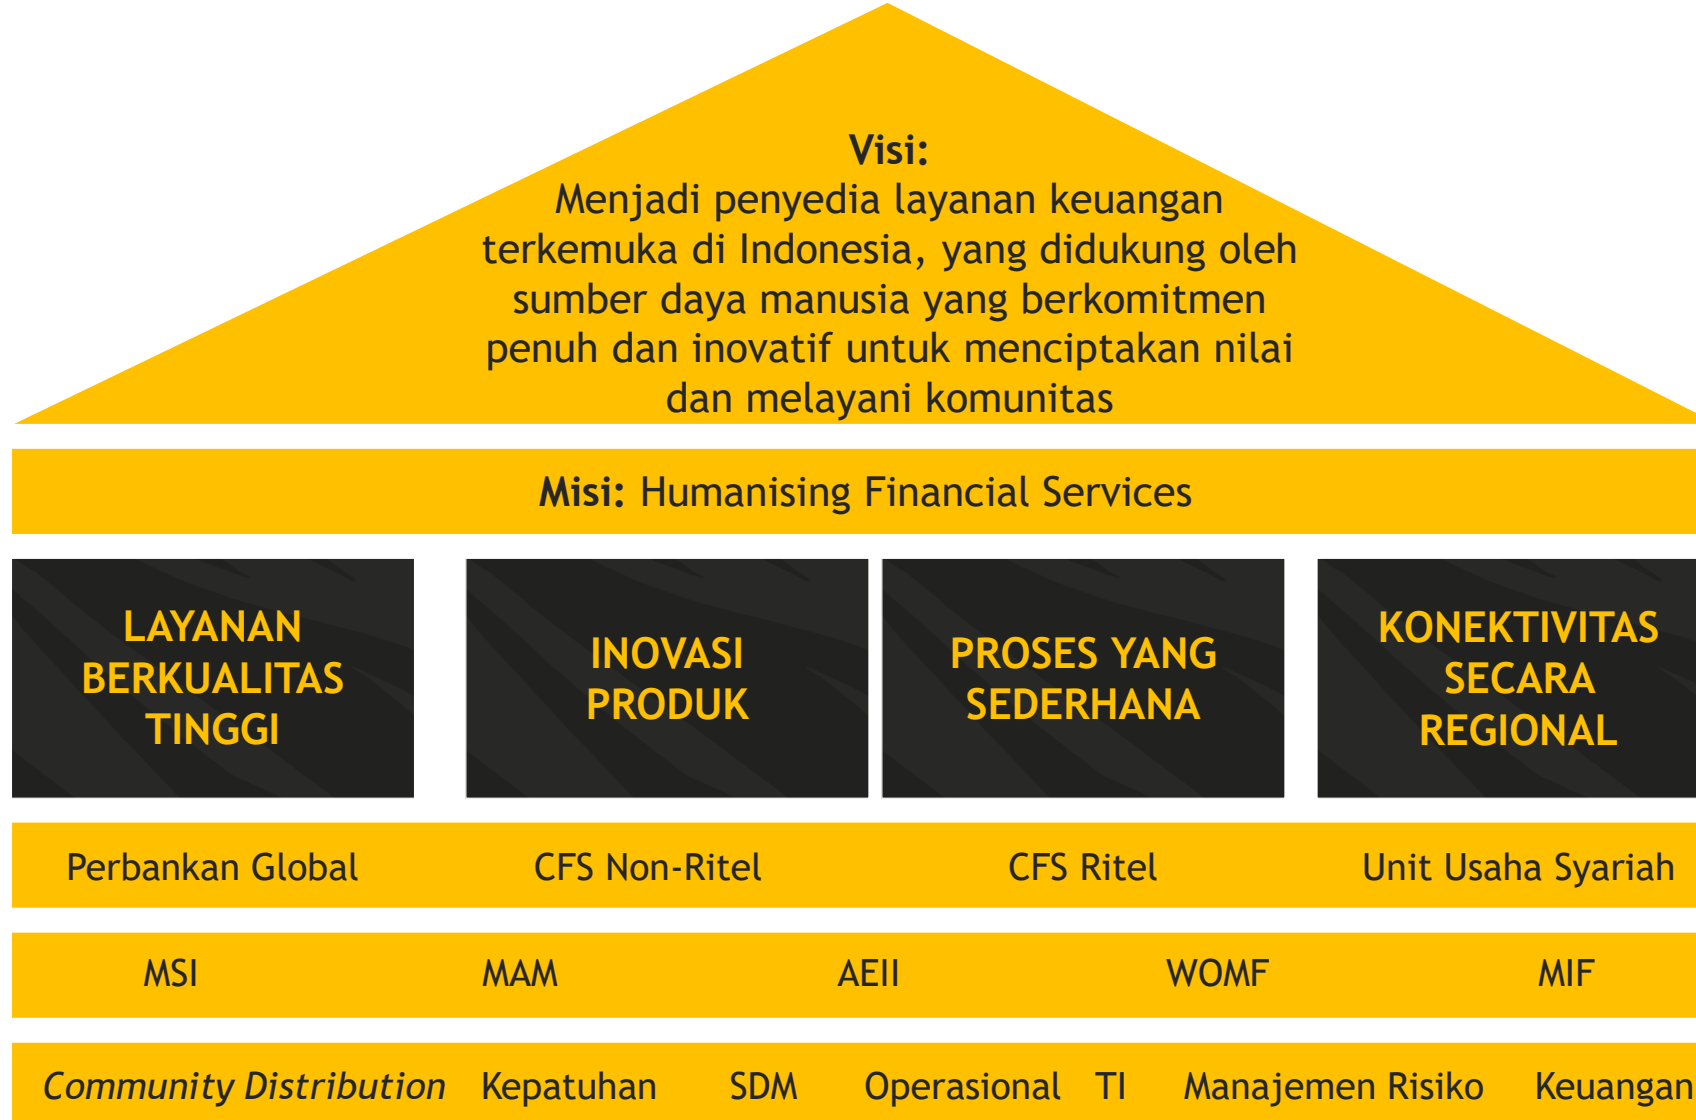 Visi:
Menjadi penyedia layanan keuangan
terkemuka di Indonesia, yang didukung oleh
sumber daya manusia yang berkomitmen
penuh dan inovatif untuk menciptakan nilai
dan melayani komunitas
Misi: Humanising Financial Services
LAYANAN
BERKUALITAS
TINGGI
INOVASI
PRODUK
PROSES YANG
SEDERHANA
KONEKTIVITAS
SECARA
REGIONAL
Perbankan Global CFS Non-Ritel CFS Ritel Unit Usaha Syariah
MSI MAM AEII WOMF MIF
Community Distribution Kepatuhan SDM Operasional TI Manajemen Risiko Keuangan